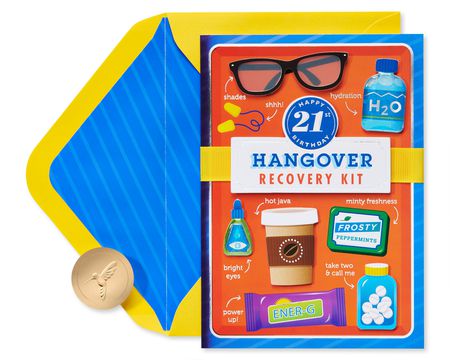 shades
shhh!
hydration
H₂O
HAPPY
21st
BIRTHDAY
HANGOVER
RECOVERY KIT
hot java
minty freshness
FROSTY
PEPPERMINTS
bright
eyes
take two
& call me
power
up!
ENER-G